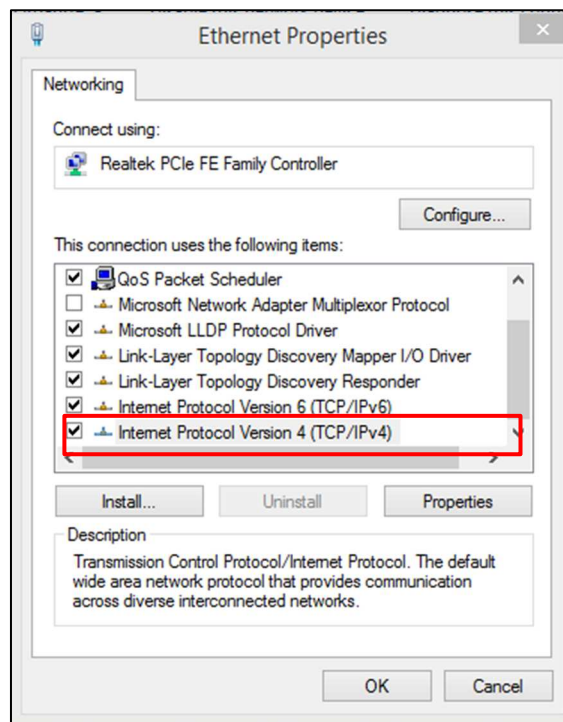 Ethernet Properties
Networking
Connect using:
Realtek PCIe FE Family Controller
Configure...
This connection uses the following items:
QoS Packet Scheduler
Microsoft Network Adapter Multiplexor Protocol
Microsoft LLDP Protocol Driver
Link-Layer Topology Discovery Mapper I/O Driver
Link-Layer Topology Discovery Responder
Internet Protocol Version 6 (TCP/IPv6)
Internet Protocol Version 4 (TCP/IPv4)
Install... Uninstall Properties
Description
Transmission Control Protocol/Internet Protocol. The default
wide area network protocol that provides communication
across diverse interconnected networks.
OK Cancel